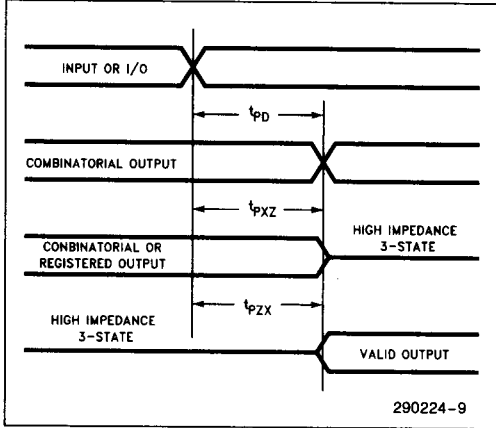 INPUT OR I/O
tPD
COMBINATORIAL OUTPUT
tPXZ
HIGH IMPEDANCE
3-STATE
CONBINATORIAL OR
REGISTERED OUTPUT
tPZX
HIGH IMPEDANCE
3-STATE
VALID OUTPUT
290224-9